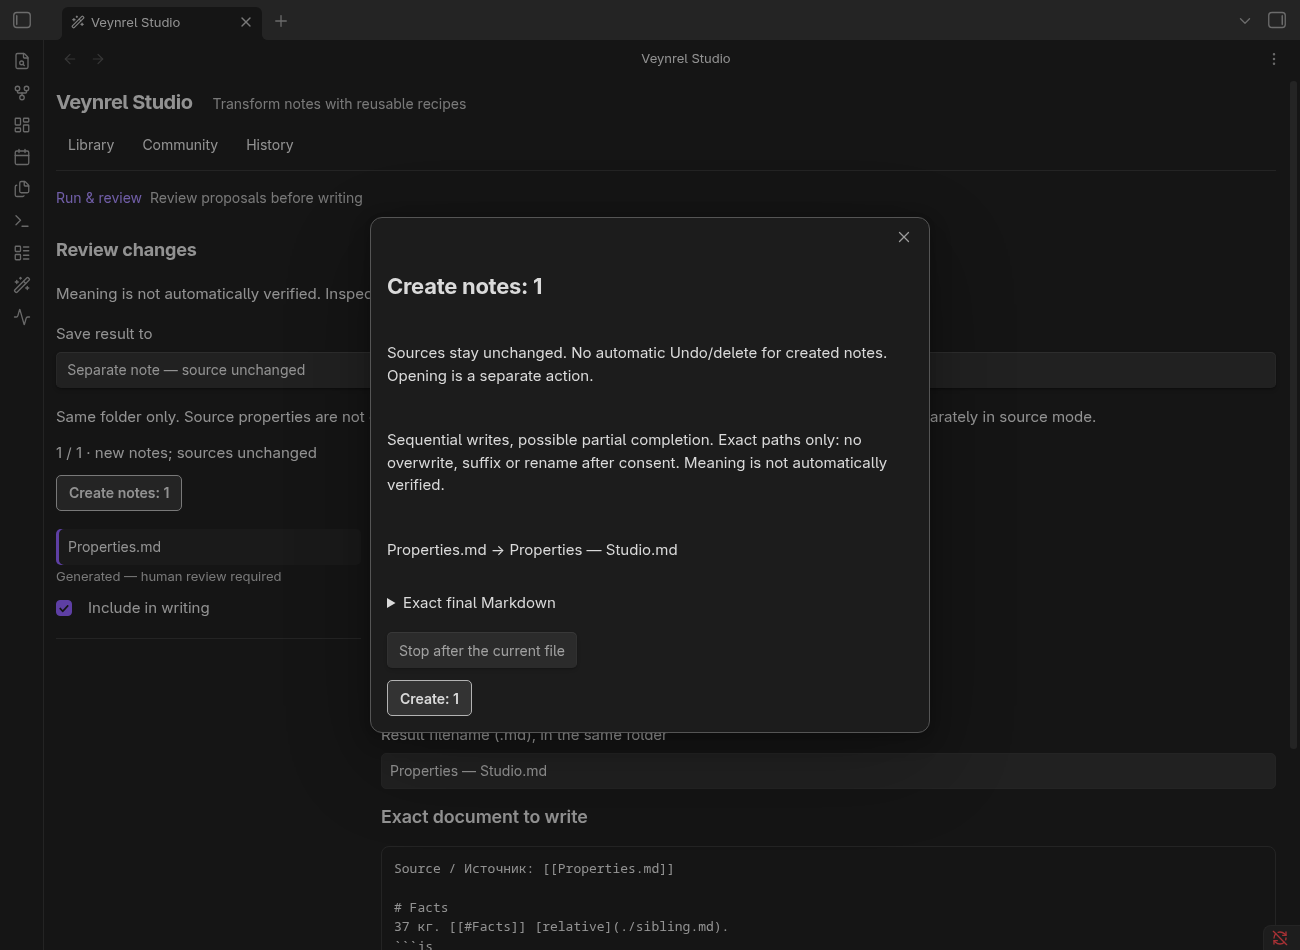 Veynrel Studio
Veynrel Studio
Veynrel Studio Transform notes with reusable recipes
Library Community History
Run & review Review proposals before writing
Review changes
Meaning is not automatically verified. Inspec
Save result to
Separate note — source unchanged
Same folder only. Source properties are not
arately in source mode.
1 / 1 · new notes; sources unchanged
Create notes: 1
Properties.md
Generated — human review required
Include in writing
Create notes: 1
Sources stay unchanged. No automatic Undo/delete for created notes.
Opening is a separate action.
Sequential writes, possible partial completion. Exact paths only: no
overwrite, suffix or rename after consent. Meaning is not automatically
verified.
Properties.md → Properties — Studio.md
Exact final Markdown
Stop after the current file
Create: 1
Result filename (.md), in the same folder
Properties — Studio.md
Exact document to write
Source / Источник: [[Properties.md]]
# Facts
37 кг. [[#Facts]] [relative](./sibling.md).
```js